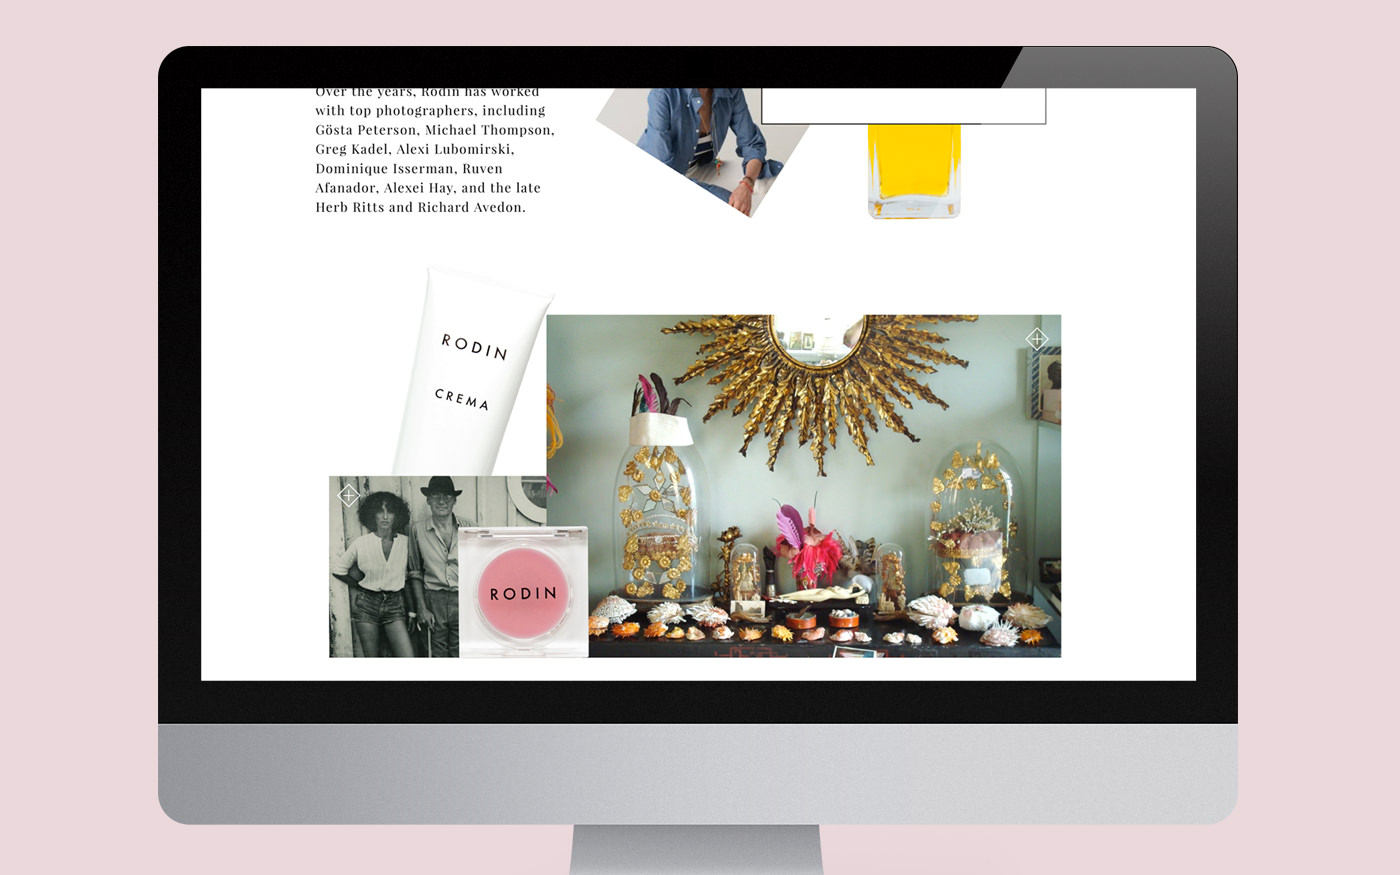 Over the years, Rodin has worked
with top photographers, including
Gösta Peterson, Michael Thompson,
Greg Kadel, Alexi Lubomirski,
Dominique Isserman, Ruven
Afanador, Alexei Hay, and the late
Herb Ritts and Richard Avedon.
RODIN
CREMA
RODIN